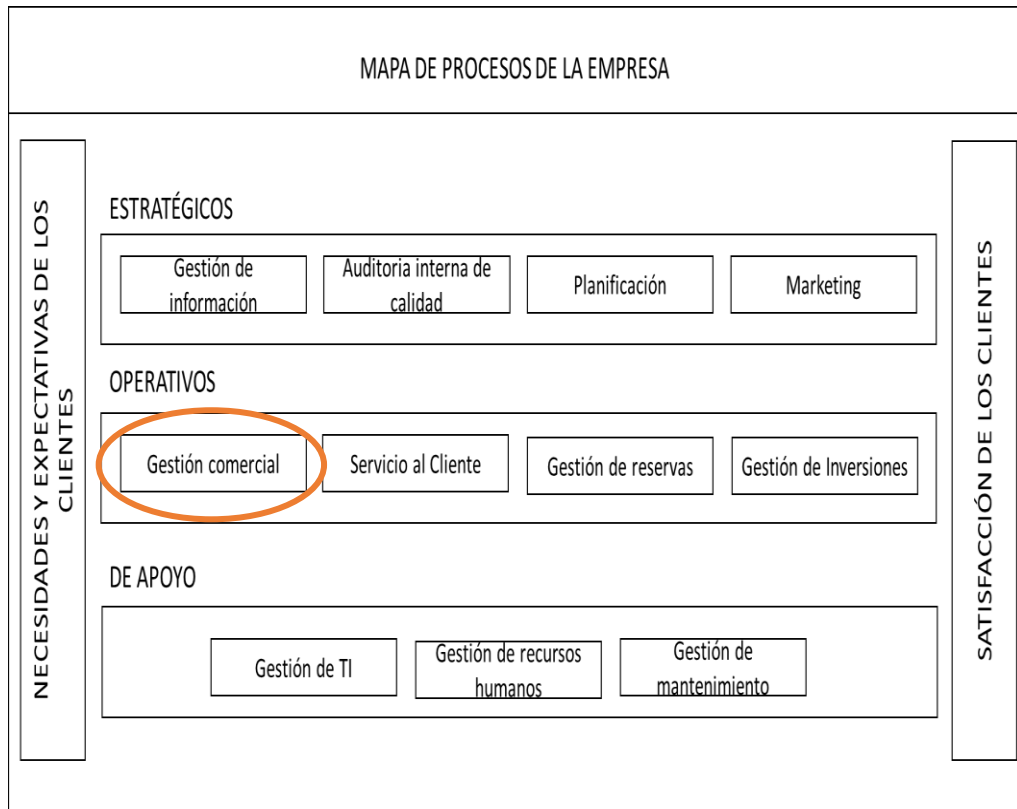 MAPA DE PROCESOS DE LA EMPRESA
NECESIDADES Y EXPECTATIVAS DE LOS
CLIENTES
ESTRATÉGICOS
Gestión de
información
Auditoria interna de
calidad
Planificación
Marketing
OPERATIVOS
Gestión comercial
Servicio al Cliente
Gestión de reservas
Gestión de Inversiones
DE APOYO
Gestión de TI
Gestión de recursos
humanos
Gestión de
mantenimiento
SATISFACCIÓN DE LOS CLIENTES